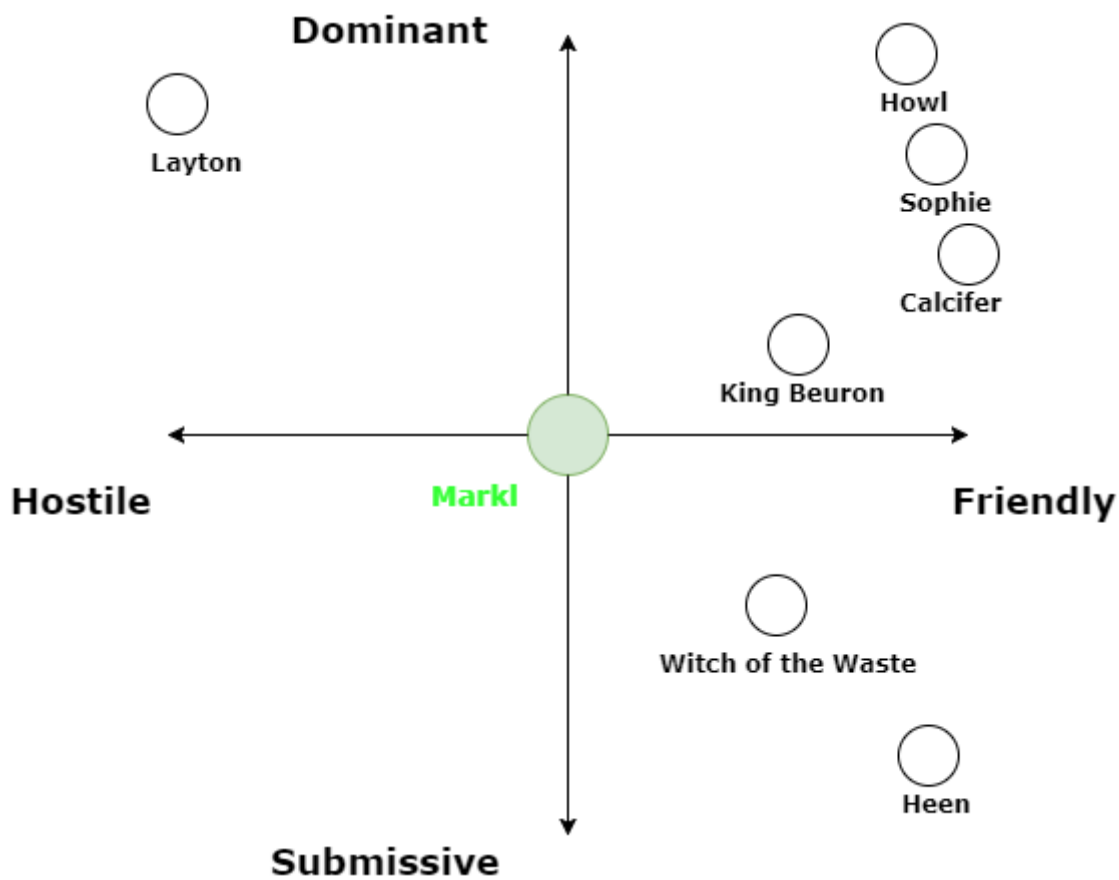 Dominant
Howl
Layton
Sophie
Calcifer
King Beuron
Markl
Hostile
Friendly
Witch of the Waste
Heen
Submissive